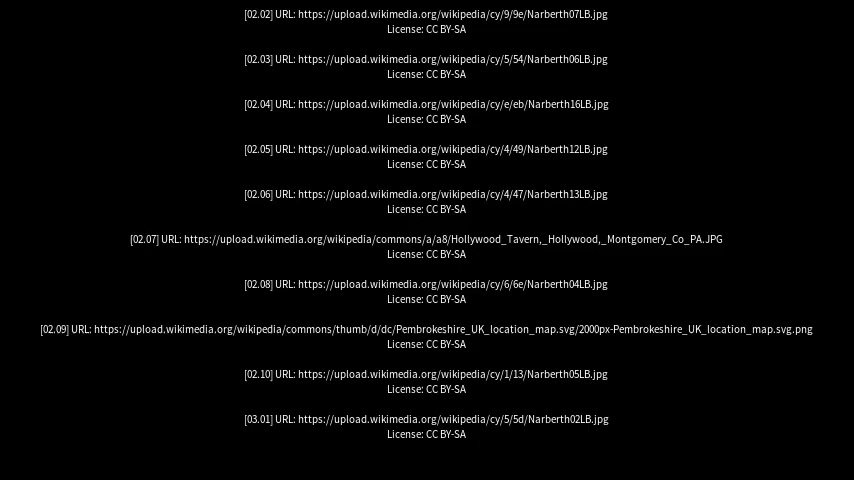 [02.02] URL: https://upload.wikimedia.org/wikipedia/cy/9/9e/Narberth07LB.jpg
License: CC BY-SA
[02.03] URL: https://upload.wikimedia.org/wikipedia/cy/5/54/Narberth06LB.jpg
License: CC BY-SA
[02.04] URL: https://upload.wikimedia.org/wikipedia/cy/e/eb/Narberth16LB.jpg
License: CC BY-SA
[02.05] URL: https://upload.wikimedia.org/wikipedia/cy/4/49/Narberth12LB.jpg
License: CC BY-SA
[02.06] URL: https://upload.wikimedia.org/wikipedia/cy/4/47/Narberth13LB.jpg
License: CC BY-SA
[02.07] URL: https://upload.wikimedia.org/wikipedia/commons/a/a8/Hollywood_Tavern,_Hollywood,_Montgomery_Co_PA.JPG
License: CC BY-SA
[02.08] URL: https://upload.wikimedia.org/wikipedia/cy/6/6e/Narberth04LB.jpg
License: CC BY-SA
[02.09] URL: https://upload.wikimedia.org/wikipedia/commons/thumb/d/dc/Pembrokeshire_UK_location_map.svg/2000px-Pembrokeshire_UK_location_map.svg.png
License: CC BY-SA
[02.10] URL: https://upload.wikimedia.org/wikipedia/cy/1/13/Narberth05LB.jpg
License: CC BY-SA
[03.01] URL: https://upload.wikimedia.org/wikipedia/cy/5/5d/Narberth02LB.jpg
License: CC BY-SA